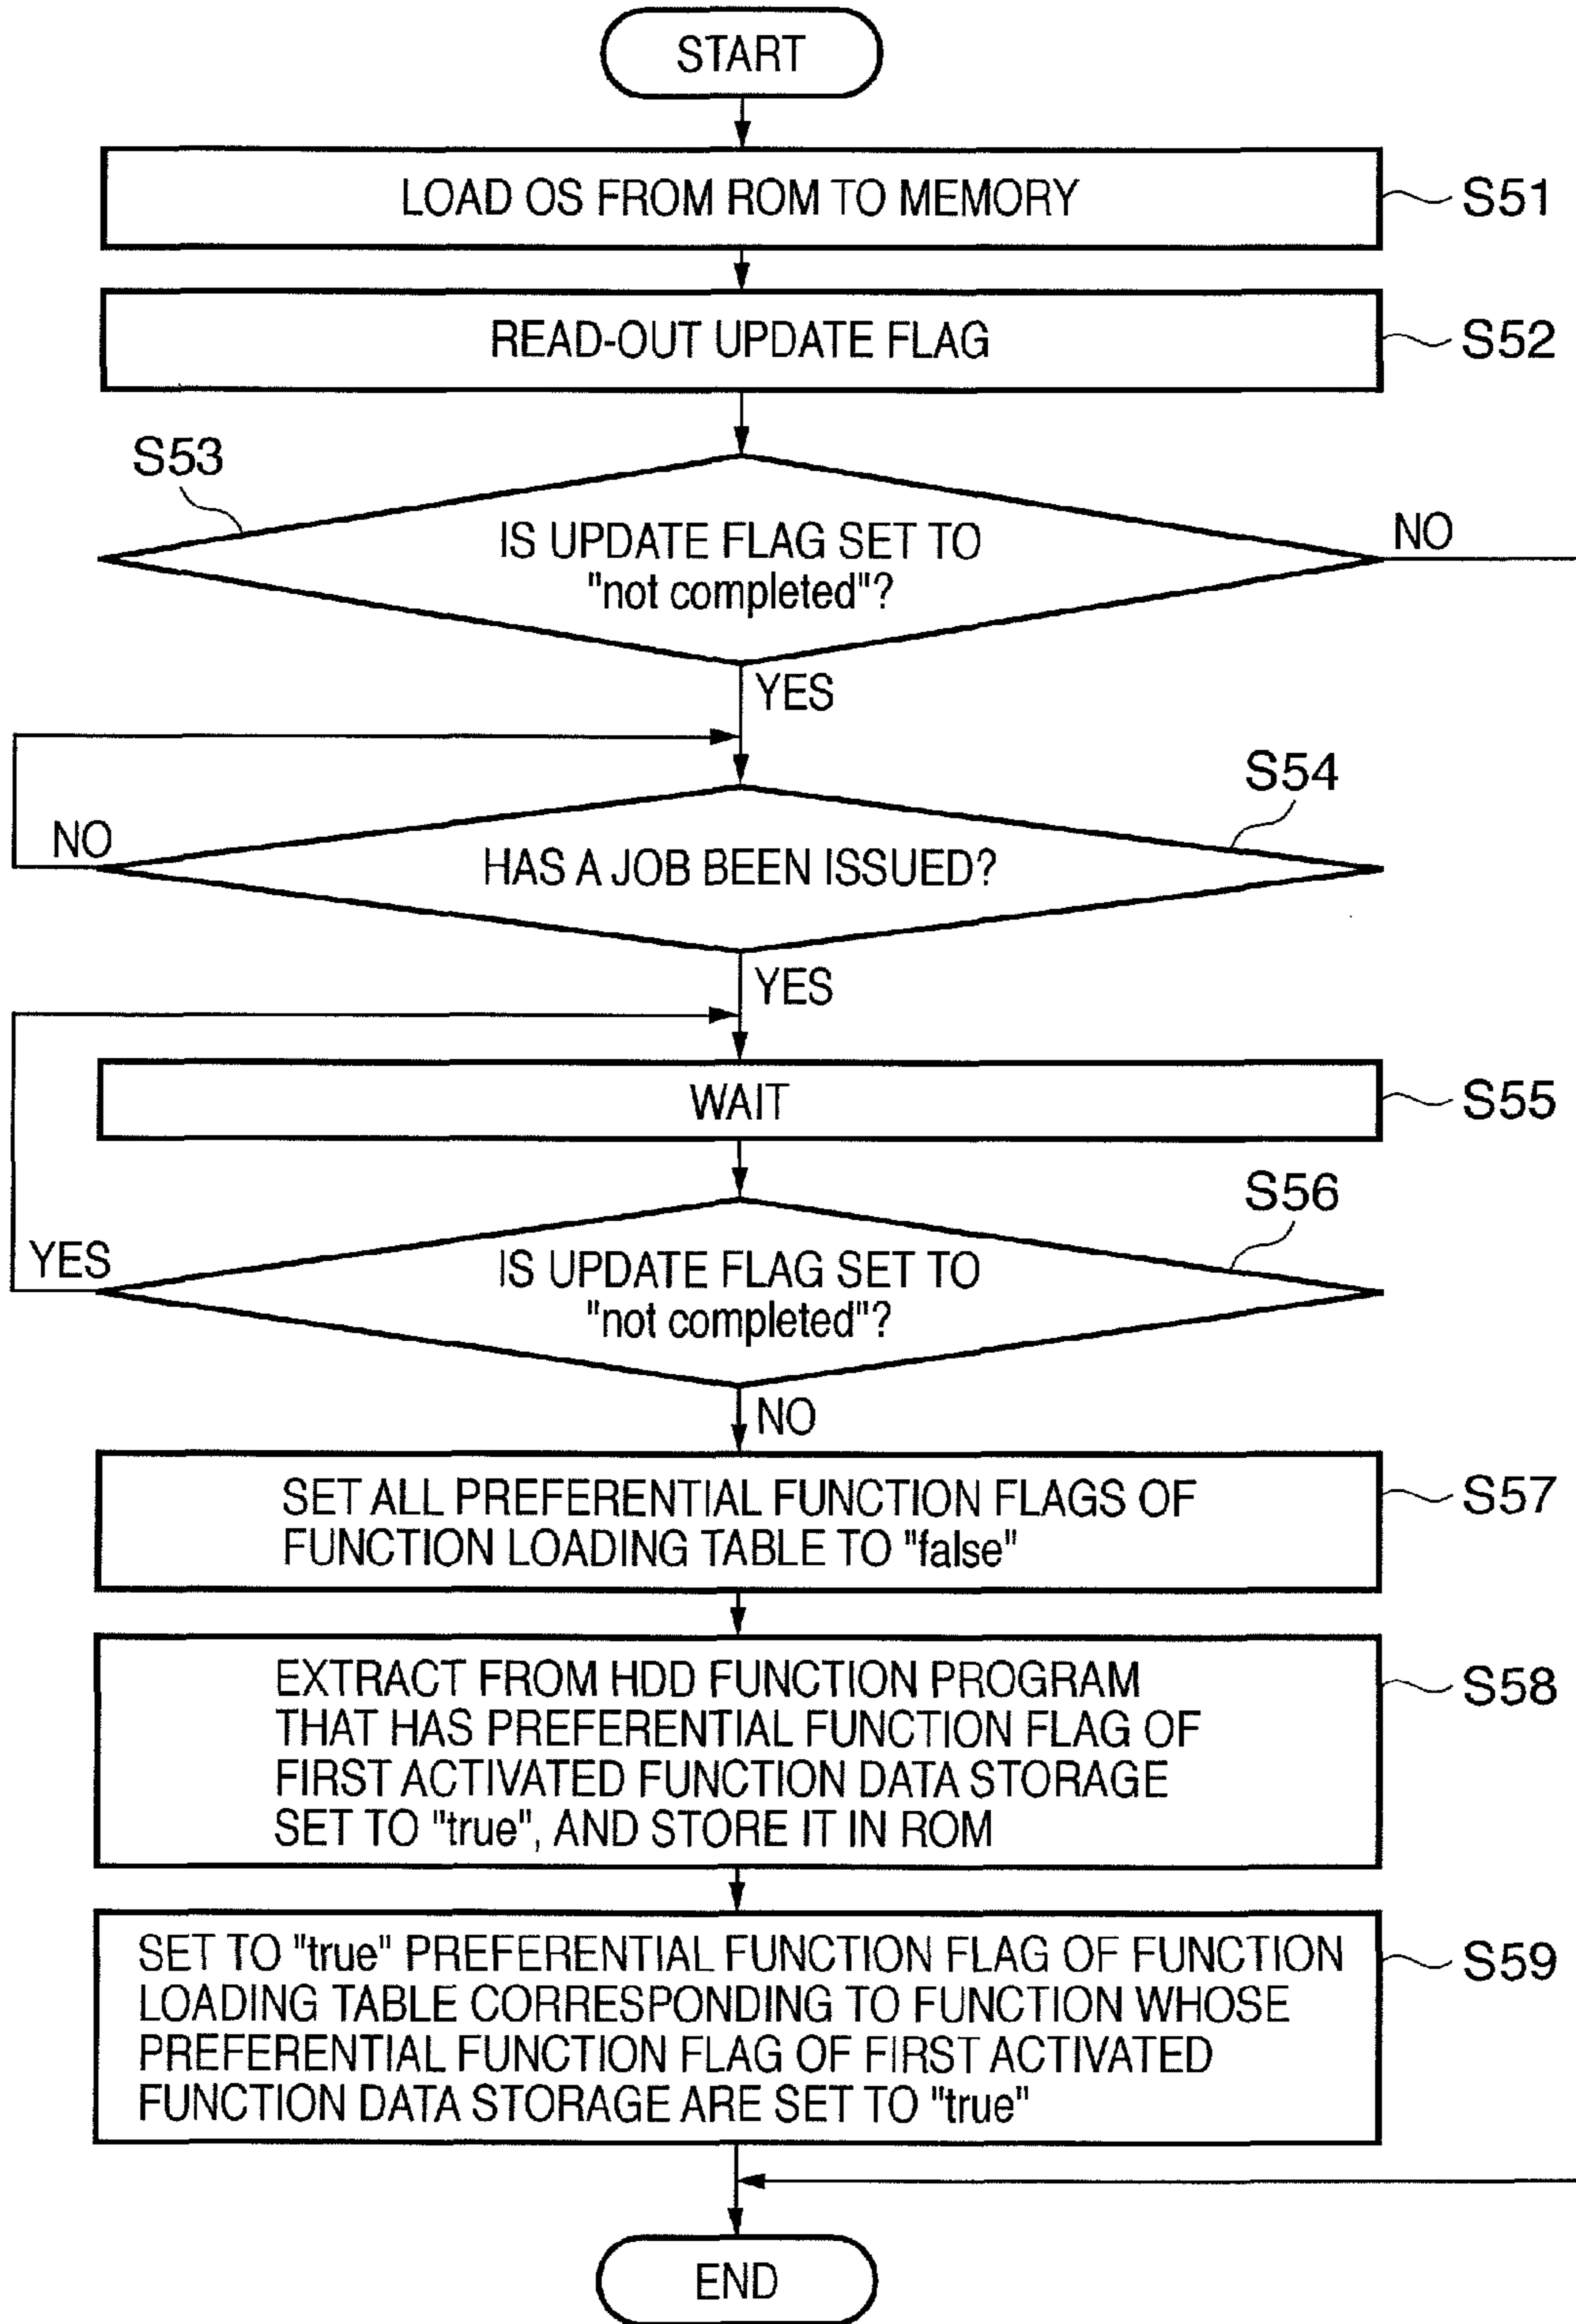 START
LOAD OS FROM ROM TO MEMORY
S51
READ-OUT UPDATE FLAG
S52
S53
IS UPDATE FLAG SET TO
"not completed"?
NO
YES
S54
HAS A JOB BEEN ISSUED?
NO
YES
WAIT
S55
S56
IS UPDATE FLAG SET TO
"not completed"?
YES
NO
SET ALL PREFERENTIAL FUNCTION FLAGS OF
FUNCTION LOADING TABLE TO "false"
S57
EXTRACT FROM HDD FUNCTION PROGRAM
THAT HAS PREFERENTIAL FUNCTION FLAG OF
FIRST ACTIVATED FUNCTION DATA STORAGE
SET TO "true", AND STORE IT IN ROM
S58
SET TO "true" PREFERENTIAL FUNCTION FLAG OF FUNCTION
LOADING TABLE CORRESPONDING TO FUNCTION WHOSE
PREFERENTIAL FUNCTION FLAG OF FIRST ACTIVATED
FUNCTION DATA STORAGE ARE SET TO "true"
S59
END